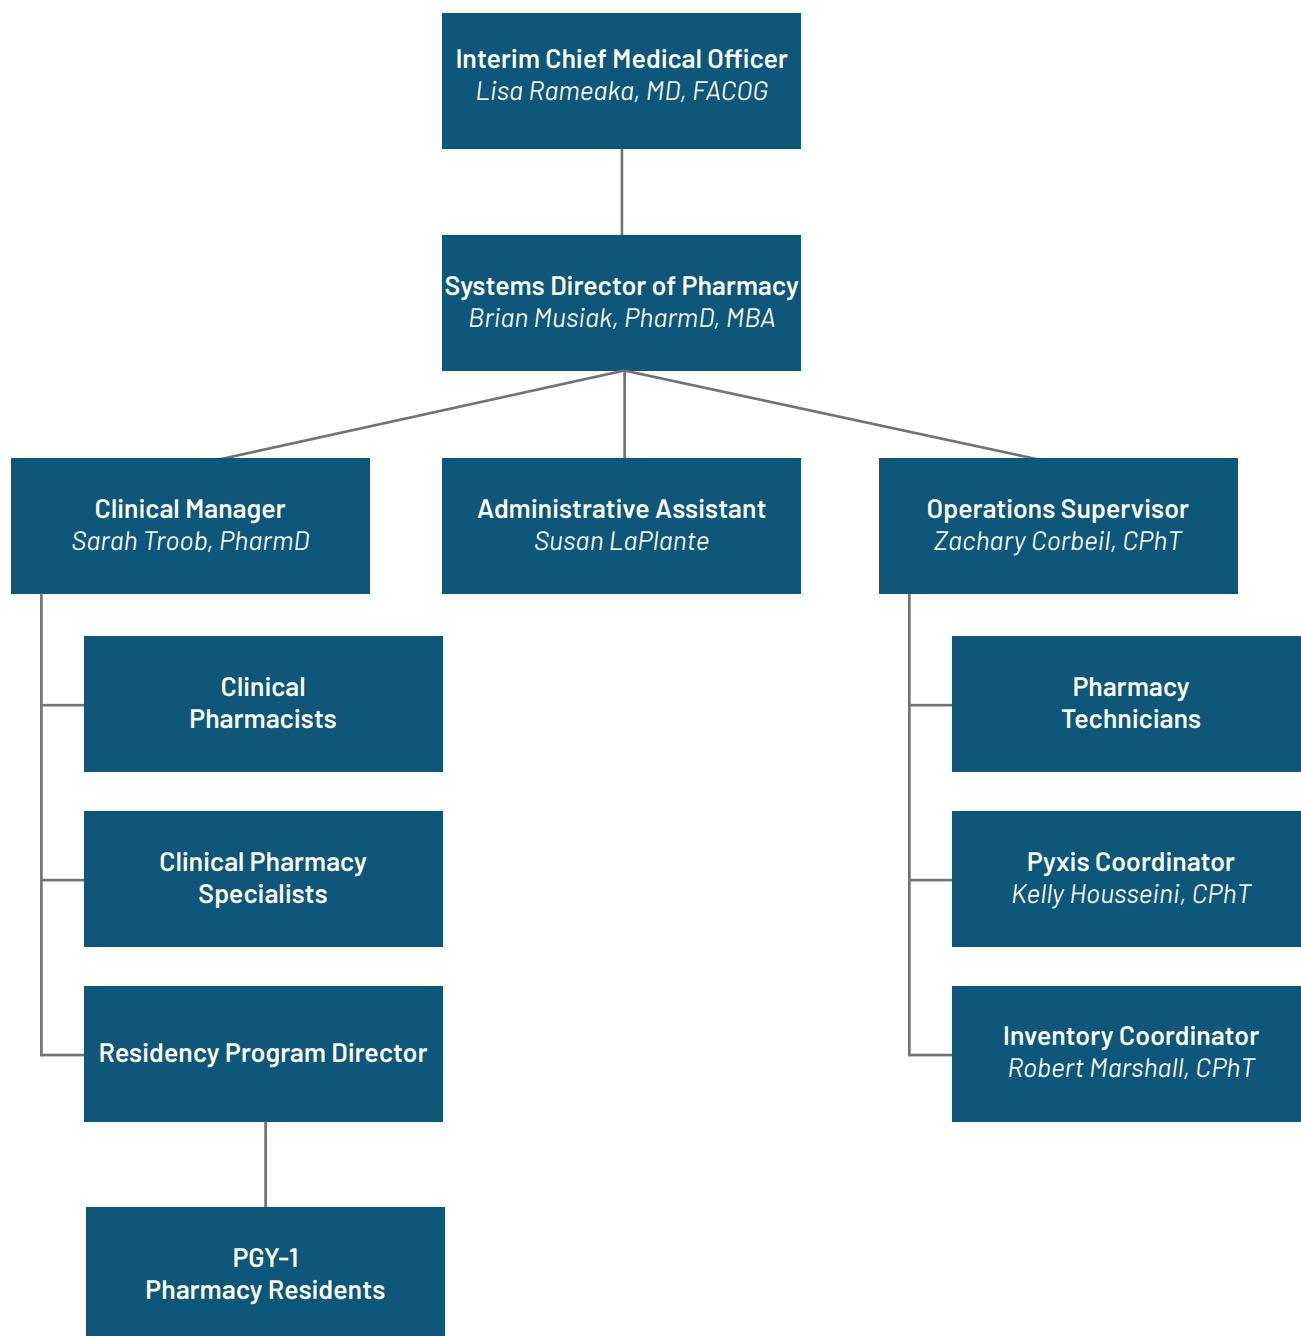 Interim Chief Medical Officer
Lisa Rameaka, MD, FACOG
Systems Director of Pharmacy
Brian Musiak, PharmD, MBA
Clinical Manager
Sarah Troob, PharmD
Administrative Assistant
Susan LaPlante
Operations Supervisor
Zachary Corbeil, CPhT
Clinical
Pharmacists
Pharmacy
Technicians
Clinical Pharmacy
Specialists
Pyxis Coordinator
Kelly Housseini, CPhT
Residency Program Director
Inventory Coordinator
Robert Marshall, CPhT
PGY-1
Pharmacy Residents